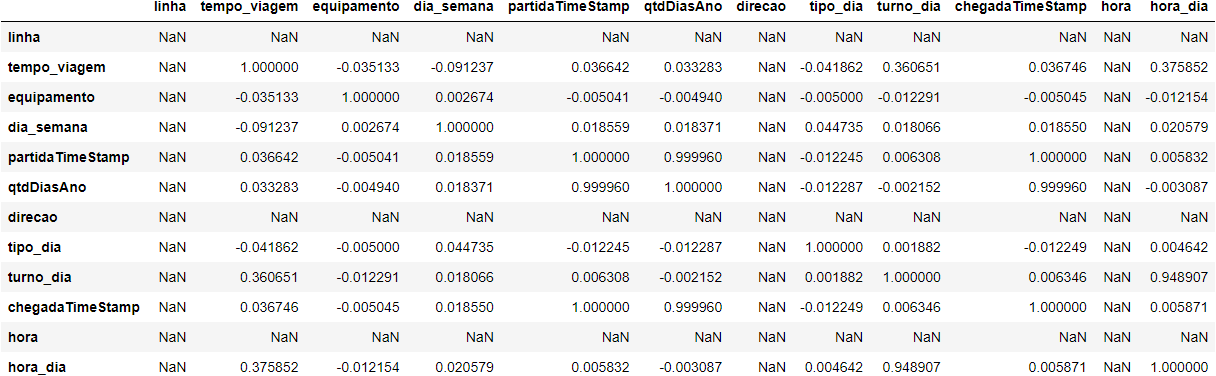 linha tempo_viagem equipamento dia_semana partidaTimeStamp qtdDiasAno direcao tipo_dia turno_dia chegadaTimeStamp hora hora_dia
linha NaN NaN NaN NaN NaN NaN NaN NaN NaN NaN NaN NaN
tempo_viagem NaN 1.000000 -0.035133 -0.091237 0.036642 0.033283 NaN -0.041862 0.360651 0.036746 NaN 0.375852
equipamento NaN -0.035133 1.000000 0.002674 -0.005041 -0.004940 NaN -0.005000 -0.012291 -0.005045 NaN -0.012154
dia_semana NaN -0.091237 0.002674 1.000000 0.018559 0.018371 NaN 0.044735 0.018066 0.018550 NaN 0.020579
partidaTimeStamp NaN 0.036642 -0.005041 0.018559 1.000000 0.999960 NaN -0.012245 0.006308 1.000000 NaN 0.005832
qtdDiasAno NaN 0.033283 -0.004940 0.018371 0.999960 1.000000 NaN -0.012287 -0.002152 0.999960 NaN -0.003087
direcao NaN NaN NaN NaN NaN NaN NaN NaN NaN NaN NaN NaN
tipo_dia NaN -0.041862 -0.005000 0.044735 -0.012245 -0.012287 NaN 1.000000 0.001882 -0.012249 NaN 0.004642
turno_dia NaN 0.360651 -0.012291 0.018066 0.006308 -0.002152 NaN 0.001882 1.000000 0.006346 NaN 0.948907
chegadaTimeStamp NaN 0.036746 -0.005045 0.018550 1.000000 0.999960 NaN -0.012249 0.006346 1.000000 NaN 0.005871
hora NaN NaN NaN NaN NaN NaN NaN NaN NaN NaN NaN NaN
hora_dia NaN 0.375852 -0.012154 0.020579 0.005832 -0.003087 NaN 0.004642 0.948907 0.005871 NaN 1.000000